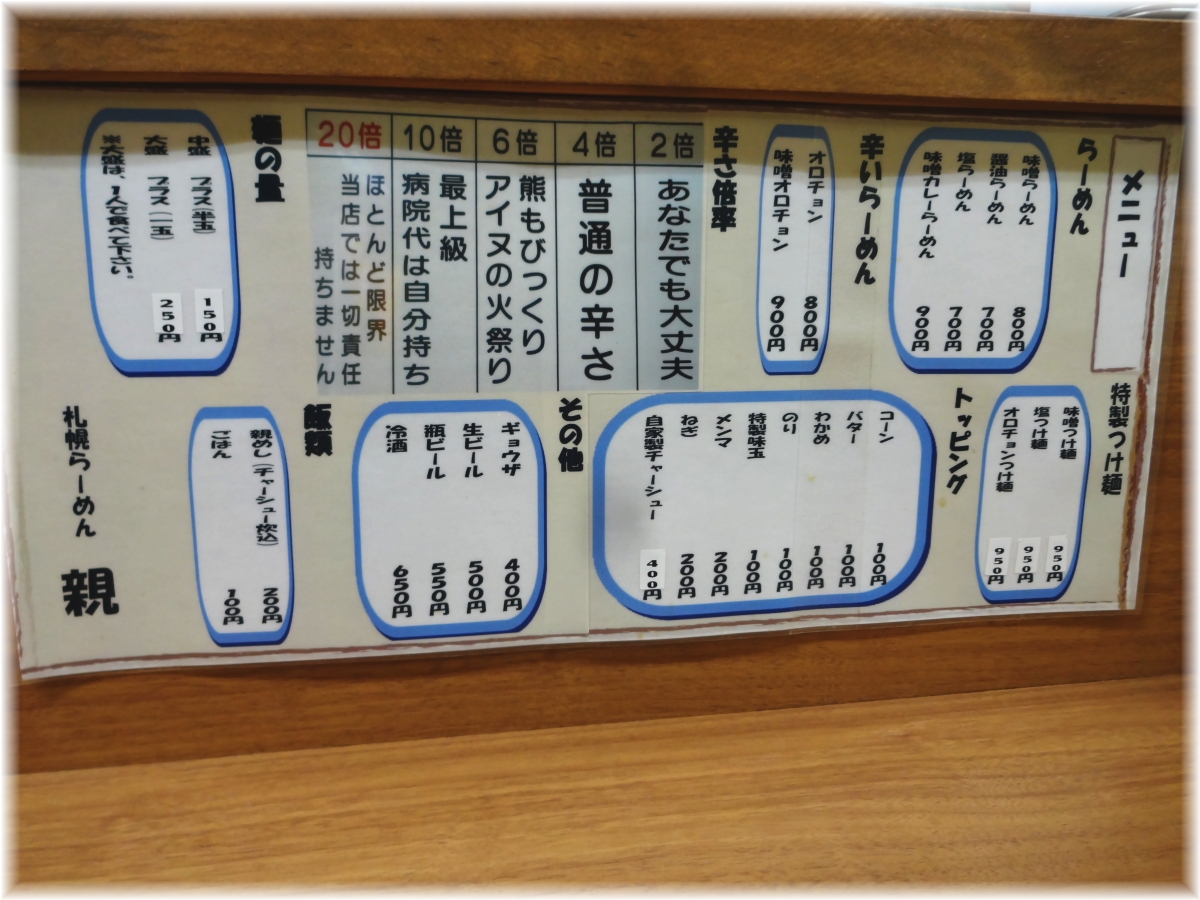 メニュー
らーめん
味噌らーめん 800円
醤油らーめん 700円
塩らーめん 700円
味噌カレーらーめん 900円
辛いらーめん
オロチョン 800円
味噌オロチョン 900円
辛さ倍率
2倍
あなたでも大丈夫
4倍
普通の辛さ
6倍
熊もびっくり
アイヌの火祭り
10倍
最上級
病院代は自分持ち
20倍
ほとんど限界
当店では一切責任
持ちません
麺の量
中盛 プラス(半玉) 150円
大盛 プラス(一玉) 250円
※大盛は、1人で食べて下さい。
特製つけ麺
味噌つけ麺 950円
塩つけ麺 950円
オロチョンつけ麺 950円
トッピング
コーン 100円
バター 100円
わかめ 100円
のり 100円
特製味玉 100円
メンマ 200円
ねぎ 200円
自家製チャーシュー 400円
その他
ギョウザ 400円
生ビール 500円
瓶ビール 550円
冷酒 650円
飯類
親めし(チャーシュー炊込) 200円
ごはん 100円
札幌らーめん 親